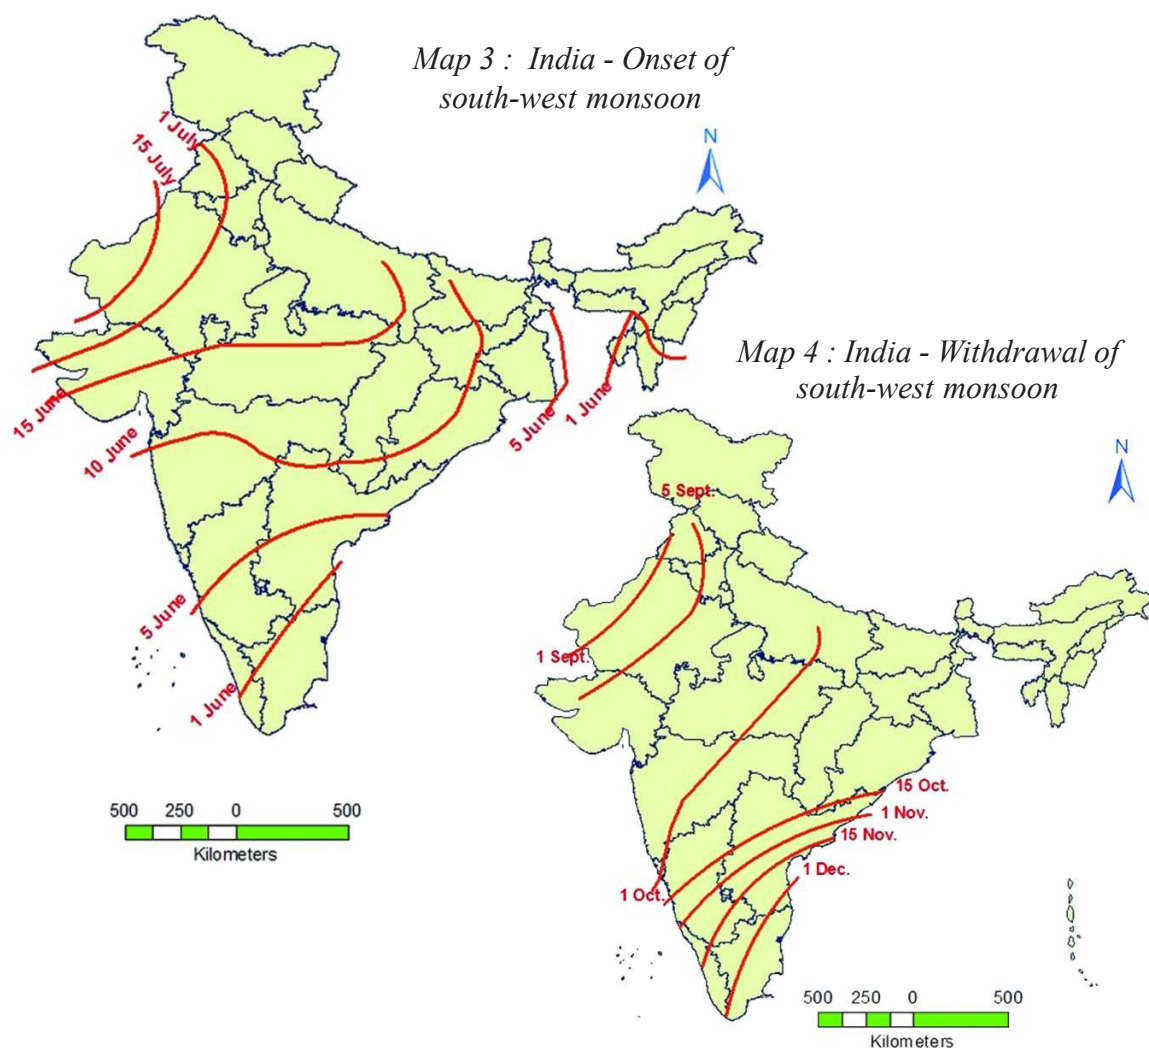 Map 3 : India - Onset of
south-west monsoon
N
1 July
15 July
15 June
10 June
5 June
1 June
5 June
1 June
500 250 0 500
Kilometers
Map 4 : India - Withdrawal of
south-west monsoon
N
5 Sept.
1 Sept.
15 Oct.
1 Nov.
15 Nov.
1 Dec.
1 Oct.
500 250 0 500
Kilometers